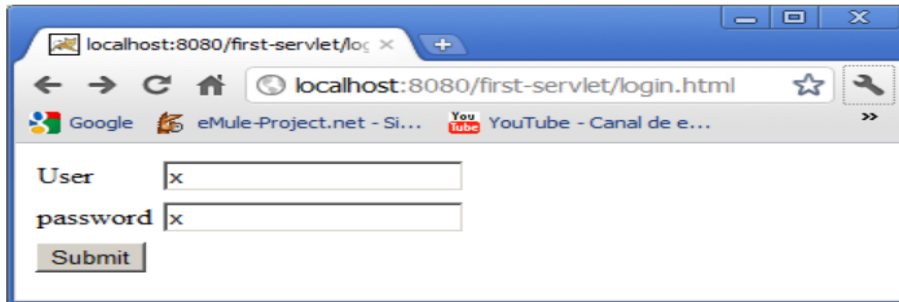 localhost:8080/first-servlet/log
localhost:8080/first-servlet/login.html
Google eMule-Project.net - Si... You Tube YouTube - Canal de e... »
User x
password x
Submit